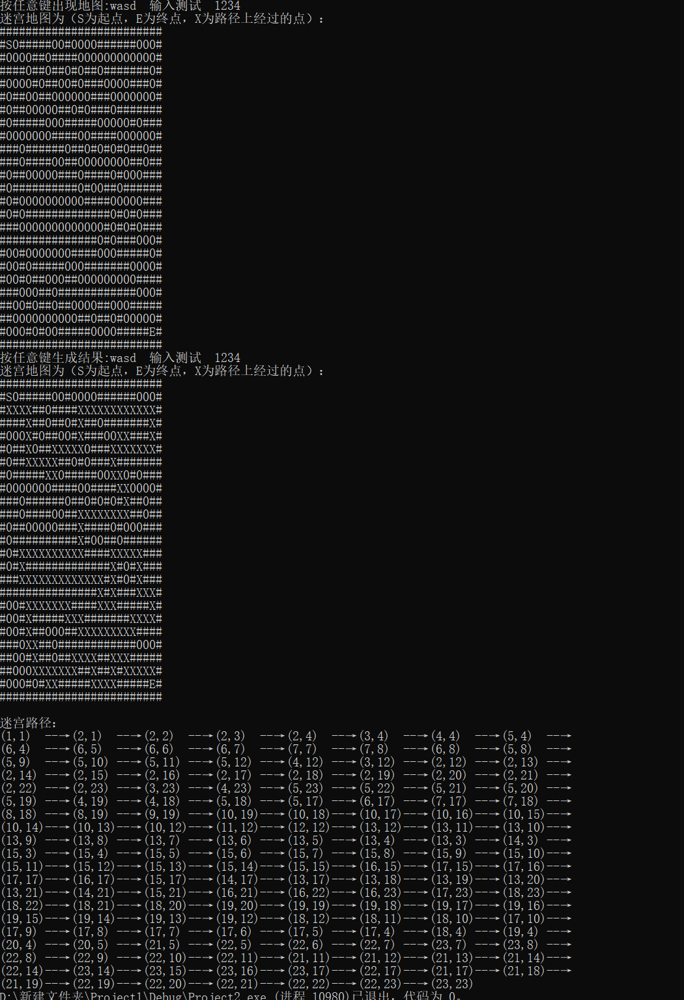 按任意键出现地图:wasd  输入测试  1234
迷宫地图为（S为起点，E为终点，X为路径上经过的点）：
#########################
#S0#####00#0000######000#
#0000##0####000000000000#
####0##0##0#0##0#######0#
#0000#0##00#0###0000###0#
#0##00##000000###0000000#
#0##00000##0#0###0#######
#0#####000#####00000#0###
#0000000####00####000000#
###0######0##0#0#0#0##0##
###0####00##00000000##0##
#0##00000###0####0#000###
#0##########0#00##0######
#0#0000000000####00000###
#0#0#############0#0#0###
###0000000000000#0#0#0###
###############0#0###000#
#00#0000000####000#####0#
#00#0#####000#######0000#
#00#0##000##000000000####
###000##0############000#
##00#0##0##0000##000#####
##0000000000##0##0#00000#
#000#0#00#####0000#####E#
#########################
按任意键生成结果:wasd  输入测试  1234
迷宫地图为（S为起点，E为终点，X为路径上经过的点）：
#########################
#S0#####00#0000######000#
#XXXX##0####XXXXXXXXXXXX#
####X##0##0#X##0#######X#
#000X#0##00#X###00XX###X#
#0##X0##XXXXX0###XXXXXXX#
#0##XXXXX##0#0###X#######
#0#####XX0#####00XX0#0###
#0000000####00####XX0000#
###0######0##0#0#0#X##0##
###0####00##XXXXXXXX##0##
#0##00000###X####0#000###
#0##########X#00##0######
#0#XXXXXXXXXX####XXXXX###
#0#X#############X#0#X###
###XXXXXXXXXXXXX#X#0#X###
###############X#X###XXX#
#00#XXXXXXX####XXX#####X#
#00#X#####XXX#######XXXX#
#00#X##000##XXXXXXXXX####
###0XX##0############000#
##00#X##0##XXXX##XXX#####
##000XXXXXXX##X##X#XXXXX#
#000#0#XX#####XXXX#####E#
#########################
迷宫路径：
(1,1)  --→(2,1)  --→(2,2)  --→(2,3)  --→(2,4)  --→(3,4)  --→(4,4)  --→(5,4)  --→
(6,4)  --→(6,5)  --→(6,6)  --→(6,7)  --→(7,7)  --→(7,8)  --→(6,8)  --→(5,8)  --→
(5,9)  --→(5,10) --→(5,11) --→(5,12) --→(4,12) --→(3,12) --→(2,12) --→(2,13) --→
(2,14) --→(2,15) --→(2,16) --→(2,17) --→(2,18) --→(2,19) --→(2,20) --→(2,21) --→
(2,22) --→(2,23) --→(3,23) --→(4,23) --→(5,23) --→(5,22) --→(5,21) --→(5,20) --→
(5,19) --→(4,19) --→(4,18) --→(5,18) --→(5,17) --→(6,17) --→(7,17) --→(7,18) --→
(8,18) --→(8,19) --→(9,19) --→(10,19)--→(10,18)--→(10,17)--→(10,16)--→(10,15)--→
(10,14)--→(10,13)--→(10,12)--→(11,12)--→(12,12)--→(13,12)--→(13,11)--→(13,10)--→
(13,9) --→(13,8) --→(13,7) --→(13,6) --→(13,5) --→(13,4) --→(13,3) --→(14,3) --→
(15,3) --→(15,4) --→(15,5) --→(15,6) --→(15,7) --→(15,8) --→(15,9) --→(15,10)--→
(15,11)--→(15,12)--→(15,13)--→(15,14)--→(15,15)--→(16,15)--→(17,15)--→(17,16)--→
(17,17)--→(16,17)--→(15,17)--→(14,17)--→(13,17)--→(13,18)--→(13,19)--→(13,20)--→
(13,21)--→(14,21)--→(15,21)--→(16,21)--→(16,22)--→(16,23)--→(17,23)--→(18,23)--→
(18,22)--→(18,21)--→(18,20)--→(19,20)--→(19,19)--→(19,18)--→(19,17)--→(19,16)--→
(19,15)--→(19,14)--→(19,13)--→(19,12)--→(18,12)--→(18,11)--→(18,10)--→(17,10)--→
(17,9) --→(17,8) --→(17,7) --→(17,6) --→(17,5) --→(17,4) --→(18,4) --→(19,4) --→
(20,4) --→(20,5) --→(21,5) --→(22,5) --→(22,6) --→(22,7) --→(23,7) --→(23,8) --→
(22,8) --→(22,9) --→(22,10)--→(22,11)--→(21,11)--→(21,12)--→(21,13)--→(21,14)--→
(22,14)--→(23,14)--→(23,15)--→(23,16)--→(23,17)--→(22,17)--→(21,17)--→(21,18)--→
(21,19)--→(22,19)--→(22,20)--→(22,21)--→(22,22)--→(22,23)--→(23,23)
D:\新建文件夹\Project1\Debug\Project2.exe (进程 10980)已退出，代码为 0。